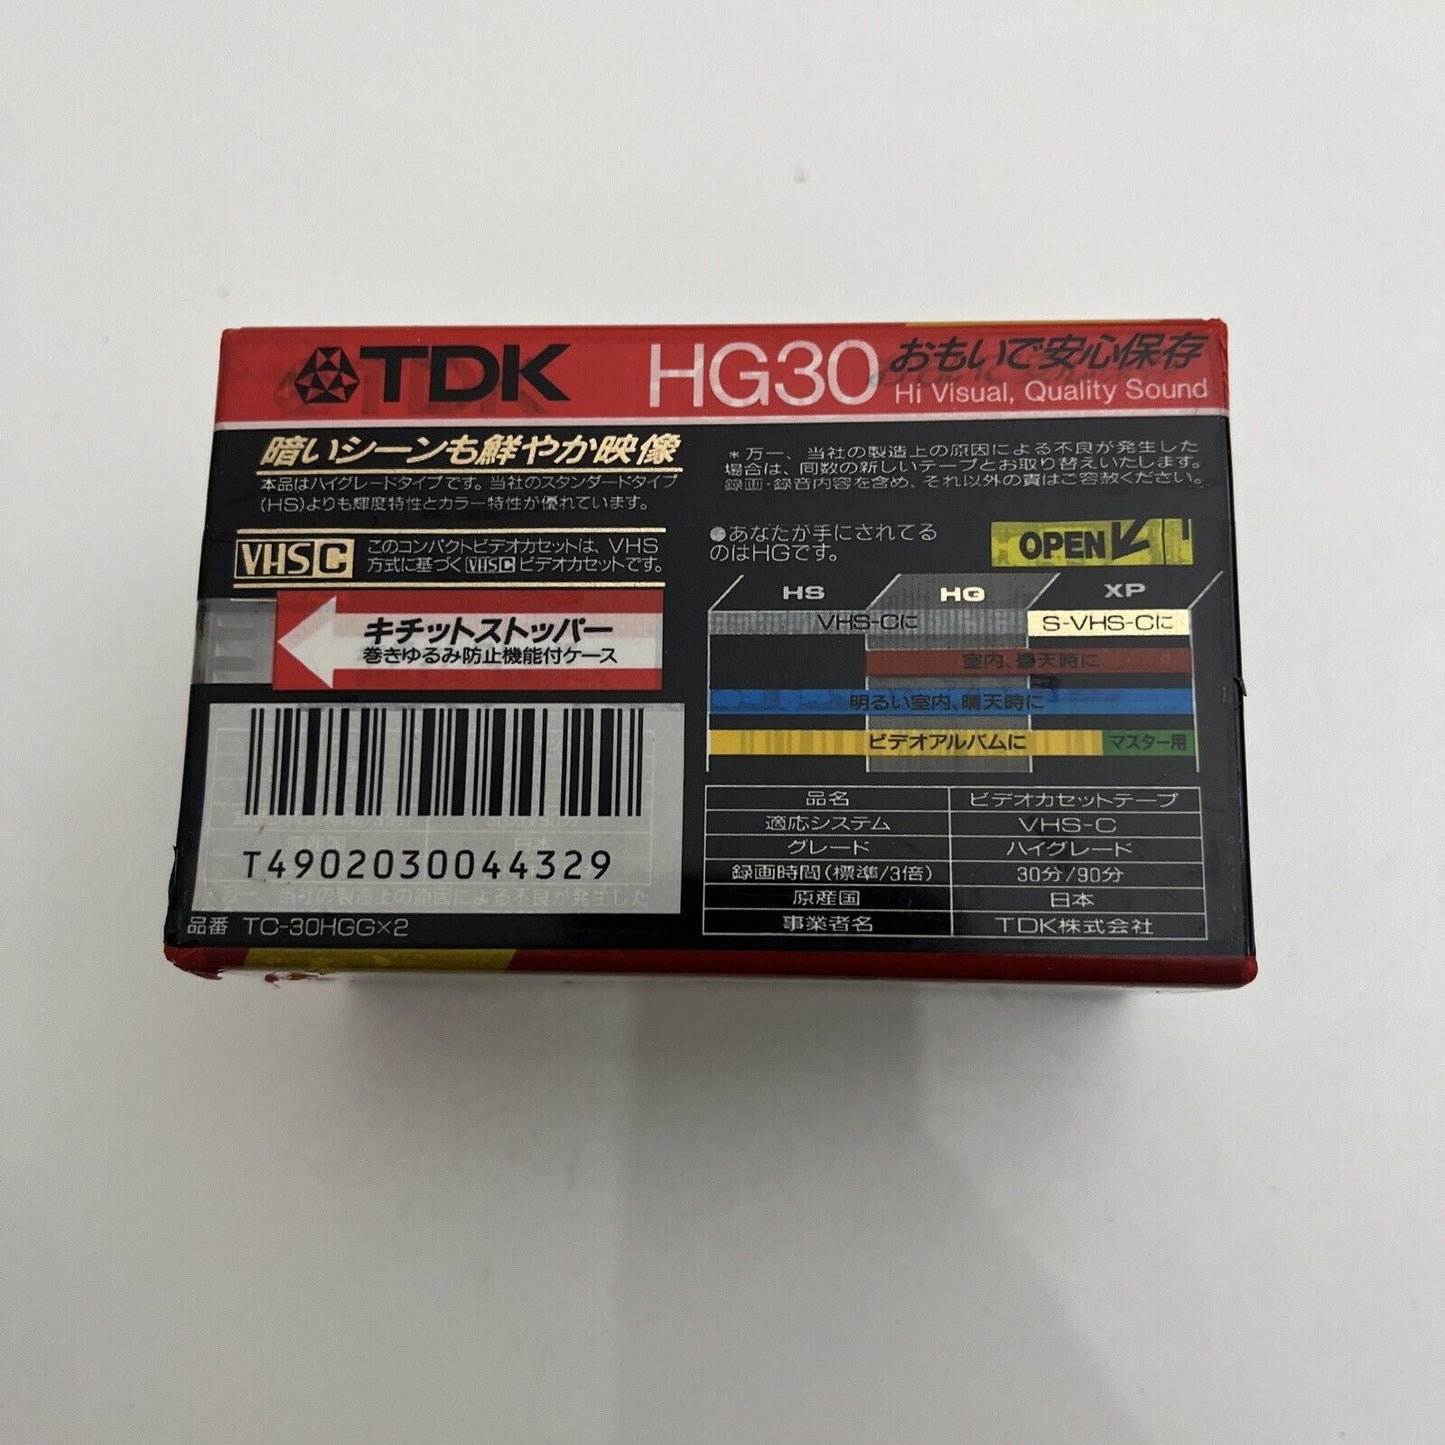 TDK HG30 おもいで安心保存
Hi Visual, Quality Sound
暗いシーンも鮮やか映像
本品はハイグレードタイプです。当社のスタンダードタイプ
(HS)よりも輝度特性とカラー特性が優れています。
VHSC このコンパクトビデオカセットは、VHS
方式に基づくVHSCビデオカセットです。
キチットストッパー
巻きゆるみ防止機能付ケース
T4902030044329
品番 TC-30HGG×2
*万一、当社の製造上の原因による不良が発生した
場合は、同数の新しいテープとお取り替えいたします。
録画・録音内容を含め、それ以外の責はご容赦ください。
●あなたが手にされてる
のはHGです。
OPEN
HS HG XP
VHS-Cに S-VHS-Cに
室内、曇天時に
明るい室内、晴天時に
ビデオアルバムに マスター用
品名 ビデオカセットテープ
適応システム VHS-C
グレード ハイグレード
録画時間(標準/3倍) 30分/90分
原産国 日本
事業者名 TDK株式会社